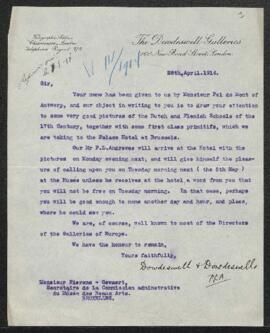 Telegraphic Address
London
The Dowdeswell Galleries
160 New Bond Street, London.
28th, April. 1914.
Sir,
Your name has been given to us by Monsieur Pol de Mont of
Antwerp, and our object in writing to you is to draw your attention
to some very good pictures of the Dutch and Flemish Schools of the
17th Century, together with some first class primitifs, which we
are taking to the Palace Hotel at Brussels.
Our Mr P.L. will arrive at the Hotel with the
pictures on Monday evening next, and will give himself the pleasure
of calling upon you on Tuesday morning next ( the 5th May)
at the Musée unless he receives at the hotel, a word from you that
you will not be free on Tuesday morning. In that case, perhaps
you will be good enough to name another day and hour, and place,
where he could see you.
We are, of course, well known to most of the Directors
of the Galleries of Europe.
We have the honour to remain,
Yours faithfully,
Dowdeswell & Dowdeswells
Monsieur Fierens - Gevaert,
Secretaire de la Commission administrative
du Musée des Beaux Arts.
BRUXELLES.